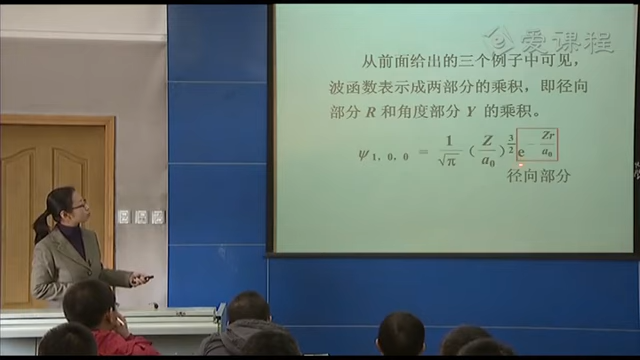 爱课程
从前面给出的三个例子中可见，
波函数表示成两部分的乘积，即径向
部分 R 和角度部分 Y 的乘积。
ψ1, 0, 0 = 1/√π (Z/a0)^3/2 e^-Zr/a0
径向部分